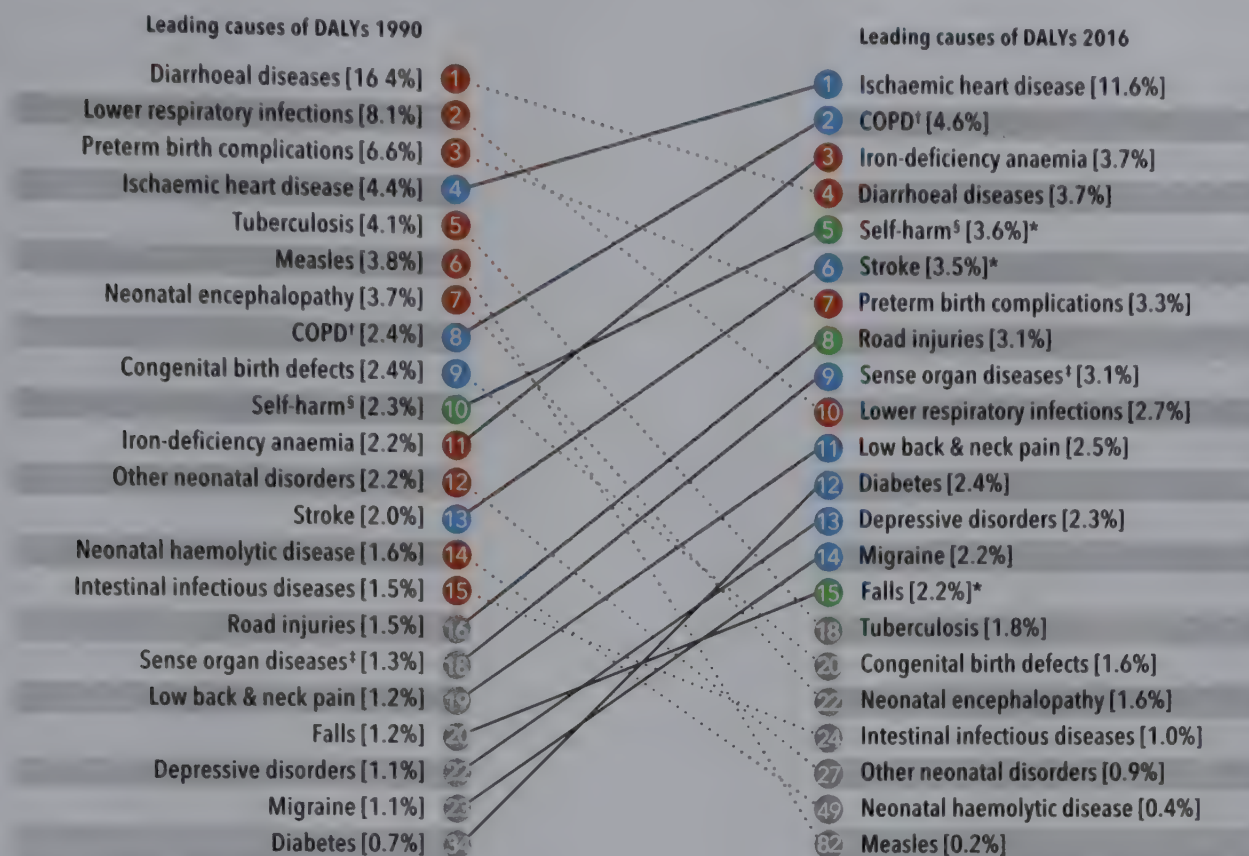 Leading causes of DALYs 1990
Diarrhoeal diseases [16 4%] 1
Lower respiratory infections [8.1%] 2
Preterm birth complications [6.6%] 3
Ischaemic heart disease [4.4%] 4
Tuberculosis [4.1%] 5
Measles [3.8%] 6
Neonatal encephalopathy [3.7%] 7
COPD† [2.4%] 8
Congenital birth defects [2.4%] 9
Self-harm§ [2.3%] 10
Iron-deficiency anaemia [2.2%] 11
Other neonatal disorders [2.2%] 12
Stroke [2.0%] 13
Neonatal haemolytic disease [1.6%] 14
Intestinal infectious diseases [1.5%] 15
Road injuries [1.5%] 16
Sense organ diseases‡ [1.3%] 18
Low back & neck pain [1.2%] 19
Falls [1.2%] 20
Depressive disorders [1.1%] 22
Migraine [1.1%] 23
Diabetes [0.7%] 34
Leading causes of DALYs 2016
1 Ischaemic heart disease [11.6%]
2 COPD† [4.6%]
3 Iron-deficiency anaemia [3.7%]
4 Diarrhoeal diseases [3.7%]
5 Self-harm§ [3.6%]*
6 Stroke [3.5%]*
7 Preterm birth complications [3.3%]
8 Road injuries [3.1%]
9 Sense organ diseases‡ [3.1%]
10 Lower respiratory infections [2.7%]
11 Low back & neck pain [2.5%]
12 Diabetes [2.4%]
13 Depressive disorders [2.3%]
14 Migraine [2.2%]
15 Falls [2.2%]*
18 Tuberculosis [1.8%]
20 Congenital birth defects [1.6%]
22 Neonatal encephalopathy [1.6%]
24 Intestinal infectious diseases [1.0%]
27 Other neonatal disorders [0.9%]
49 Neonatal haemolytic disease [0.4%]
82 Measles [0.2%]